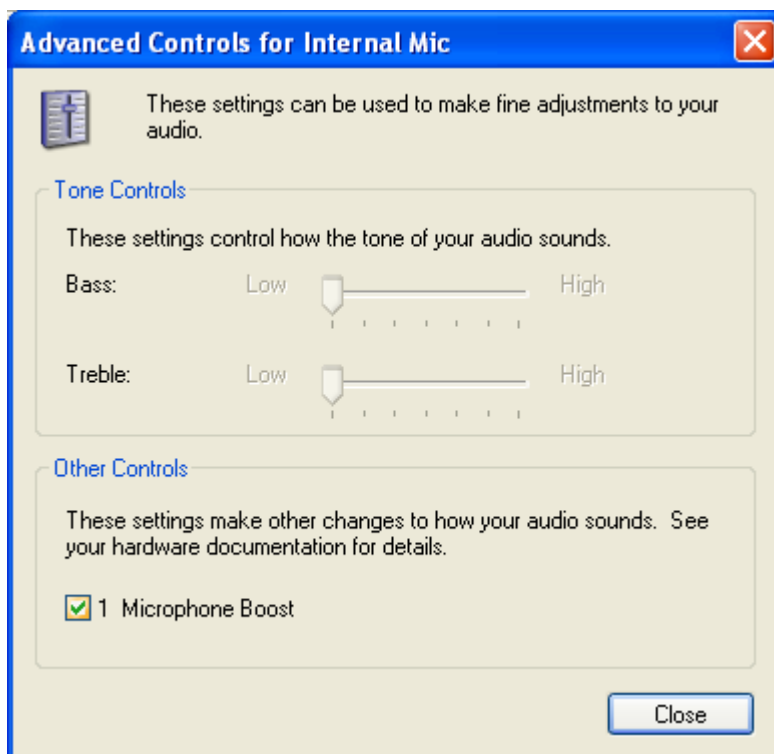 Advanced Controls for Internal Mic
These settings can be used to make fine adjustments to your
audio.
Tone Controls
These settings control how the tone of your audio sounds.
Bass: Low High
Treble: Low High
Other Controls
These settings make other changes to how your audio sounds. See
your hardware documentation for details.
1 Microphone Boost
Close